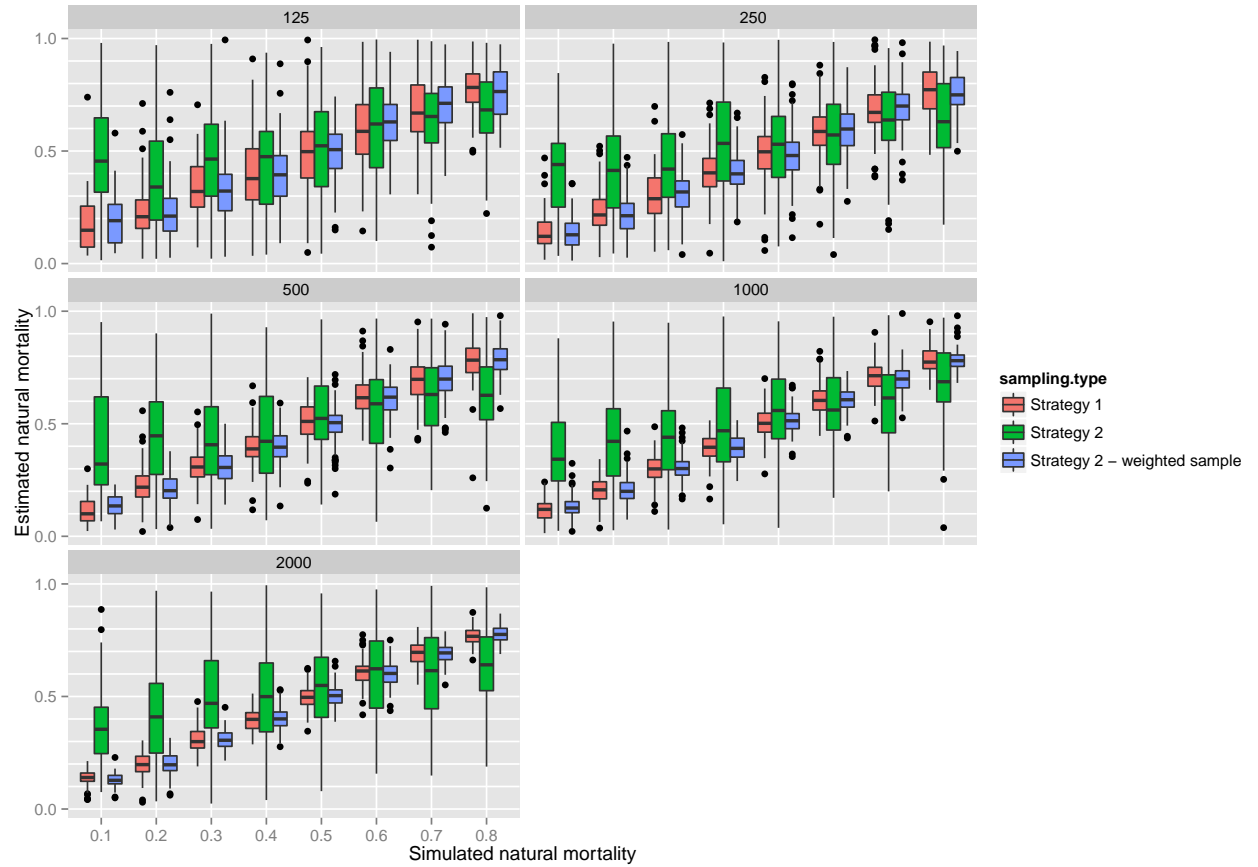 125
250
1.0
0.5
0.0
500
1000
1.0
0.5
0.0
2000
1.0
0.5
0.0
0.1 0.2 0.3 0.4 0.5 0.6 0.7 0.8
Simulated natural mortality
Estimated natural mortality
sampling.type
Strategy 1
Strategy 2
Strategy 2 − weighted sample